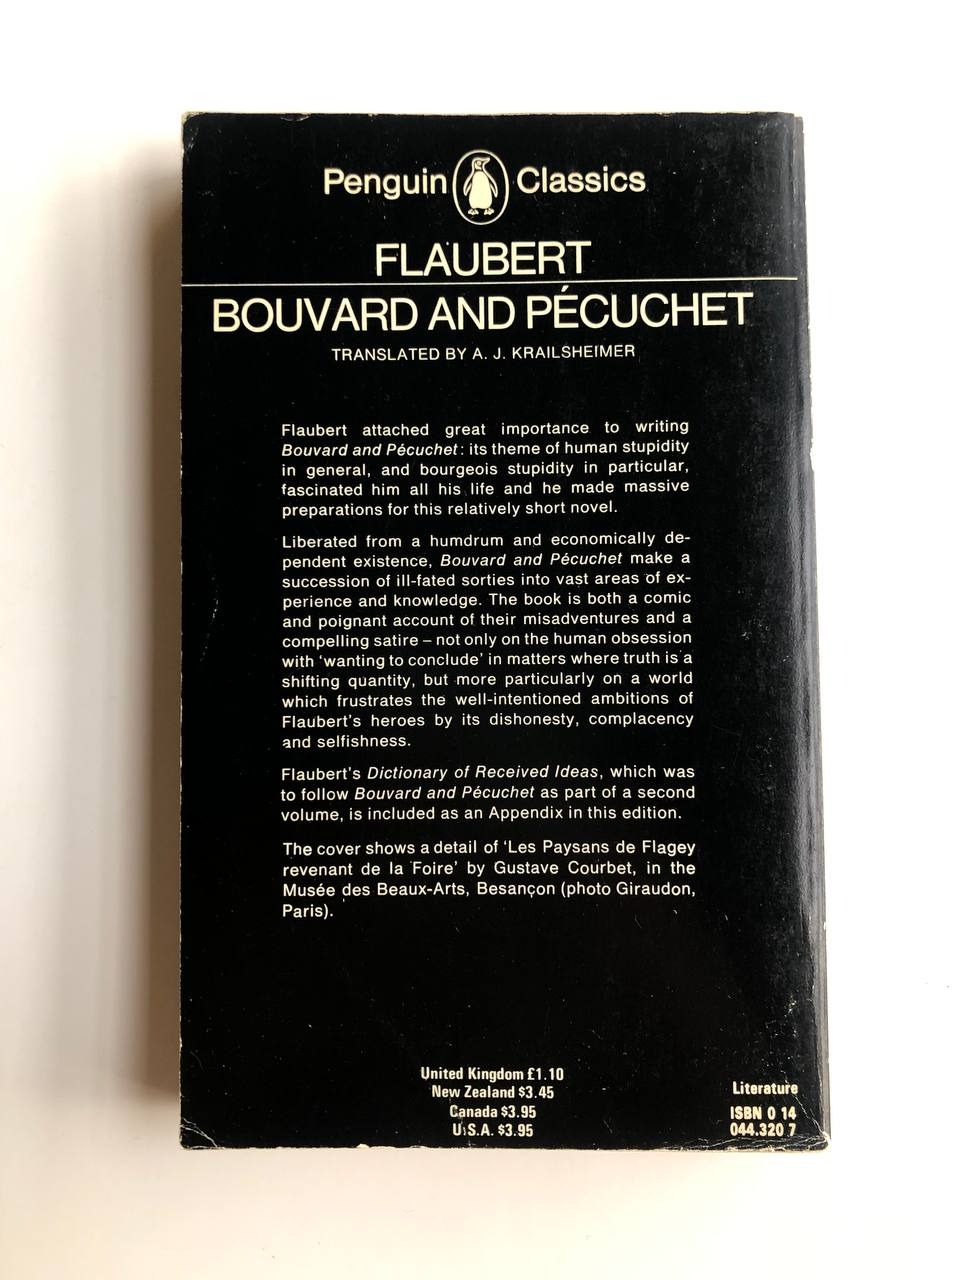 Penguin Classics
FLAUBERT
BOUVARD AND PÉCUCHET
TRANSLATED BY A. J. KRAILSHEIMER
Flaubert attached great importance to writing
Bouvard and Pécuchet: its theme of human stupidity
in general, and bourgeois stupidity in particular,
fascinated him all his life and he made massive
preparations for this relatively short novel.
Liberated from a humdrum and economically de-
pendent existence, Bouvard and Pécuchet make a
succession of ill-fated sorties into vast areas of ex-
perience and knowledge. The book is both a comic
and poignant account of their misadventures and a
compelling satire – not only on the human obsession
with ‘wanting to conclude’ in matters where truth is a
shifting quantity, but more particularly on a world
which frustrates the well-intentioned ambitions of
Flaubert's heroes by its dishonesty, complacency
and selfishness.
Flaubert's Dictionary of Received Ideas, which was
to follow Bouvard and Pécuchet as part of a second
volume, is included as an Appendix in this edition.
The cover shows a detail of ‘Les Paysans de Flagey
revenant de la Foire’ by Gustave Courbet, in the
Musée des Beaux-Arts, Besançon (photo Giraudon,
Paris).
United Kingdom £1.10
New Zealand $3.45
Canada $3.95
U.S.A. $3.95
Literature
ISBN 0 14
044.320 7